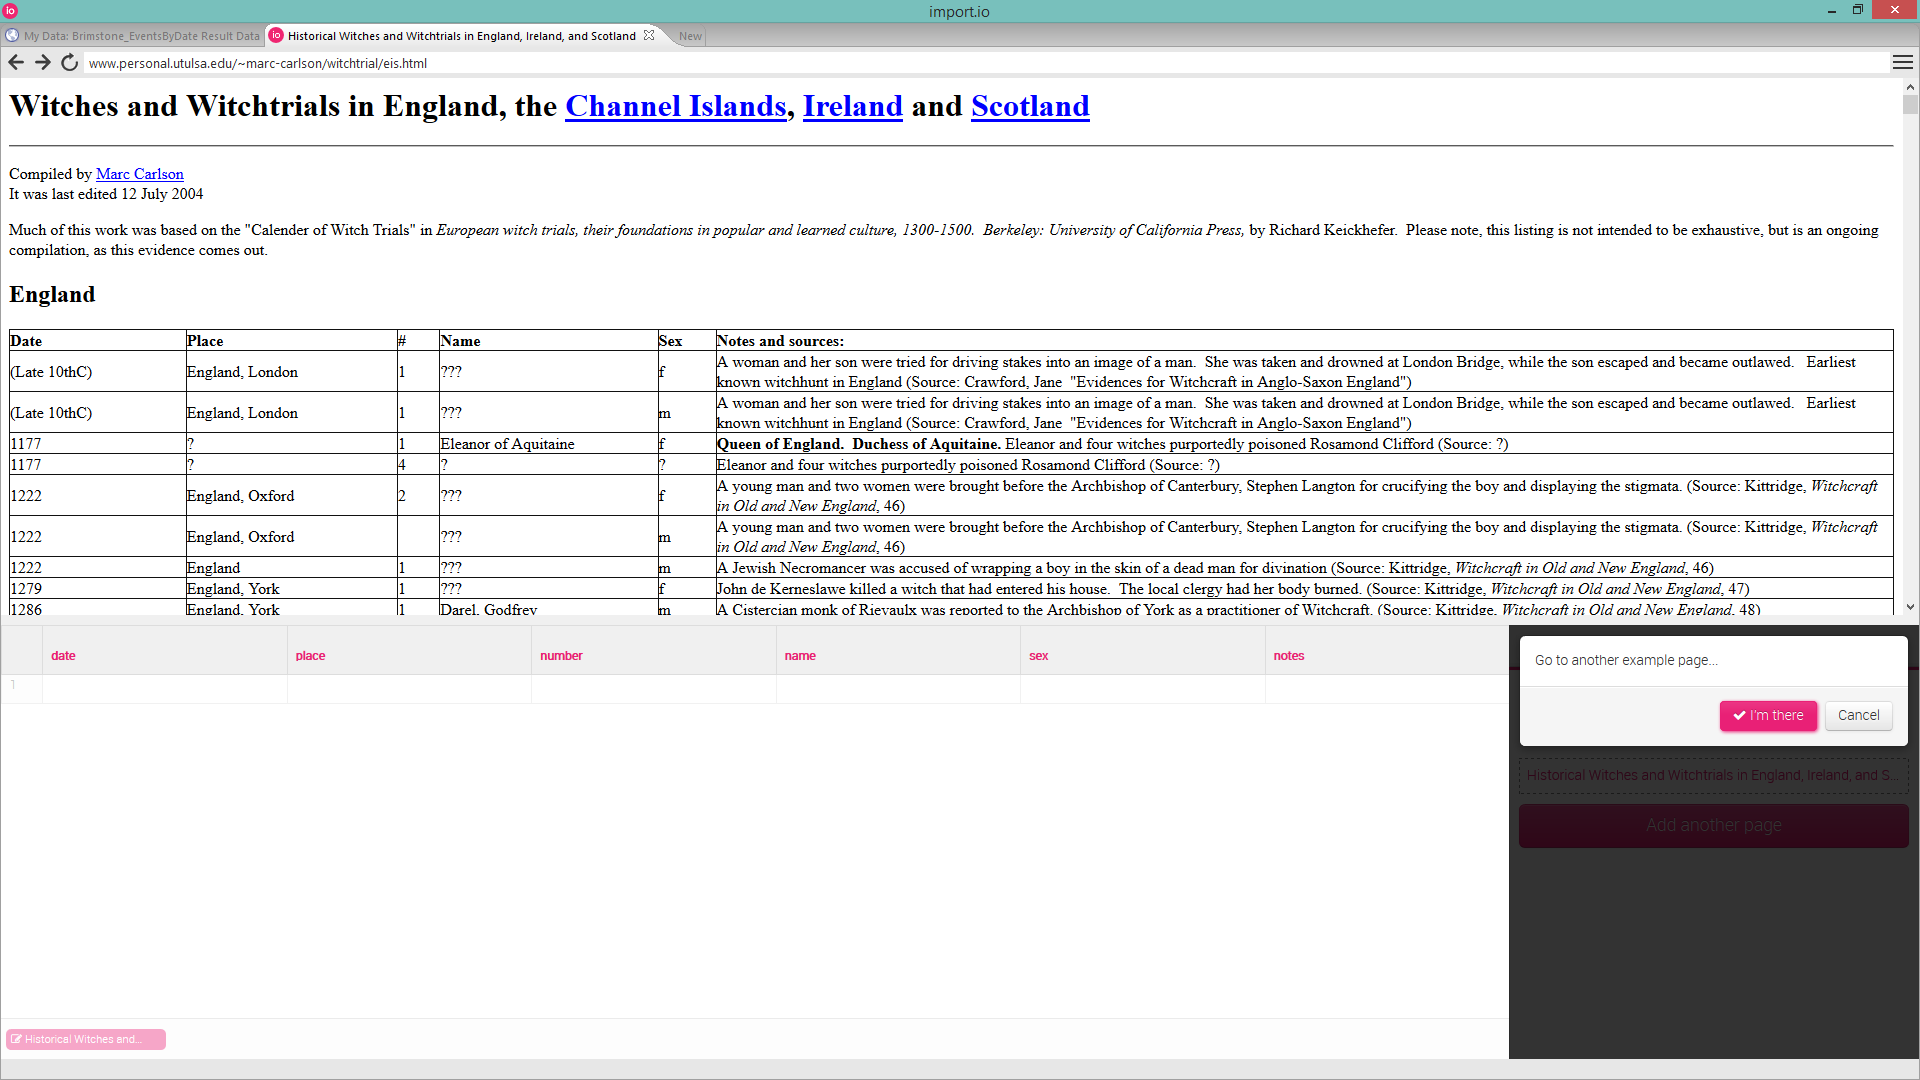 io
import.io
My Data: Brimstone_EventsByDate Result Data
io Historical Witches and Witchtrials in England, Ireland, and Scotland
New
www.personal.utulsa.edu/~marc-carlson/witchtrial/eis.html
Witches and Witchtrials in England, the Channel Islands, Ireland and Scotland
Compiled by Marc Carlson
It was last edited 12 July 2004
Much of this work was based on the "Calender of Witch Trials" in European witch trials, their foundations in popular and learned culture, 1300-1500.  Berkeley: University of California Press, by Richard Keickhefer.  Please note, this listing is not intended to be exhaustive, but is an ongoing
compilation, as this evidence comes out.
England
Date Place # Name Sex Notes and sources:
(Late 10thC) England, London 1 ??? f A woman and her son were tried for driving stakes into an image of a man.  She was taken and drowned at London Bridge, while the son escaped and became outlawed.   Earliest
known witchhunt in England (Source: Crawford, Jane  "Evidences for Witchcraft in Anglo-Saxon England")
(Late 10thC) England, London 1 ??? m A woman and her son were tried for driving stakes into an image of a man.  She was taken and drowned at London Bridge, while the son escaped and became outlawed.   Earliest
known witchhunt in England (Source: Crawford, Jane  "Evidences for Witchcraft in Anglo-Saxon England")
1177 ? 1 Eleanor of Aquitaine f Queen of England.  Duchess of Aquitaine. Eleanor and four witches purportedly poisoned Rosamond Clifford (Source: ?)
1177 ? 4 ? ? Eleanor and four witches purportedly poisoned Rosamond Clifford (Source: ?)
1222 England, Oxford 2 ??? f A young man and two women were brought before the Archbishop of Canterbury, Stephen Langton for crucifying the boy and displaying the stigmata. (Source: Kittridge, Witchcraft
in Old and New England, 46)
1222 England, Oxford ??? m A young man and two women were brought before the Archbishop of Canterbury, Stephen Langton for crucifying the boy and displaying the stigmata. (Source: Kittridge, Witchcraft
in Old and New England, 46)
1222 England 1 ??? m A Jewish Necromancer was accused of wrapping a boy in the skin of a dead man for divination (Source: Kittridge, Witchcraft in Old and New England, 46)
1279 England, York 1 ??? f John de Kerneslawe killed a witch that had entered his house.  The local clergy had her body burned. (Source: Kittridge, Witchcraft in Old and New England, 47)
1286 England, York 1 Darel, Godfrey m A Cistercian monk of Rievaulx was reported to the Archbishop of York as a practitioner of Witchcraft. (Source: Kittridge, Witchcraft in Old and New England, 48)
date place number name sex notes
1
Go to another example page...
I'm there Cancel
Historical Witches and Witchtrials in England, Ireland, and S...
Add another page
Historical Witches and...